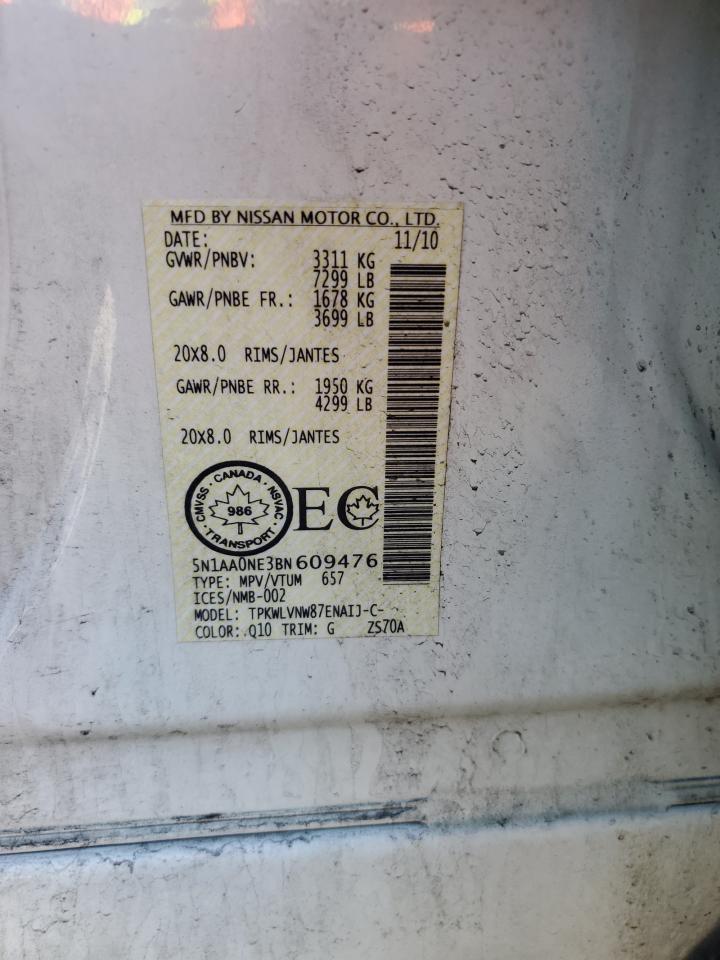 MFD BY NISSAN MOTOR CO., LTD.
DATE: 11/10
GVWR/PNBV: 3311 KG
7299 LB
GAWR/PNBE FR.: 1678 KG
3699 LB
20X8.0 RIMS/JANTES
GAWR/PNBE RR.: 1950 KG
4299 LB
20X8.0 RIMS/JANTES
CANADA · NSVAC · TRANSPORT · CMVSS ·
986
EC
5N1AA0NE3BN609476
TYPE: MPV/VTUM 657
ICES/NMB-002
MODEL: TPKWLVNW87ENAIJ-C-
COLOR: Q10 TRIM: G ZS70A